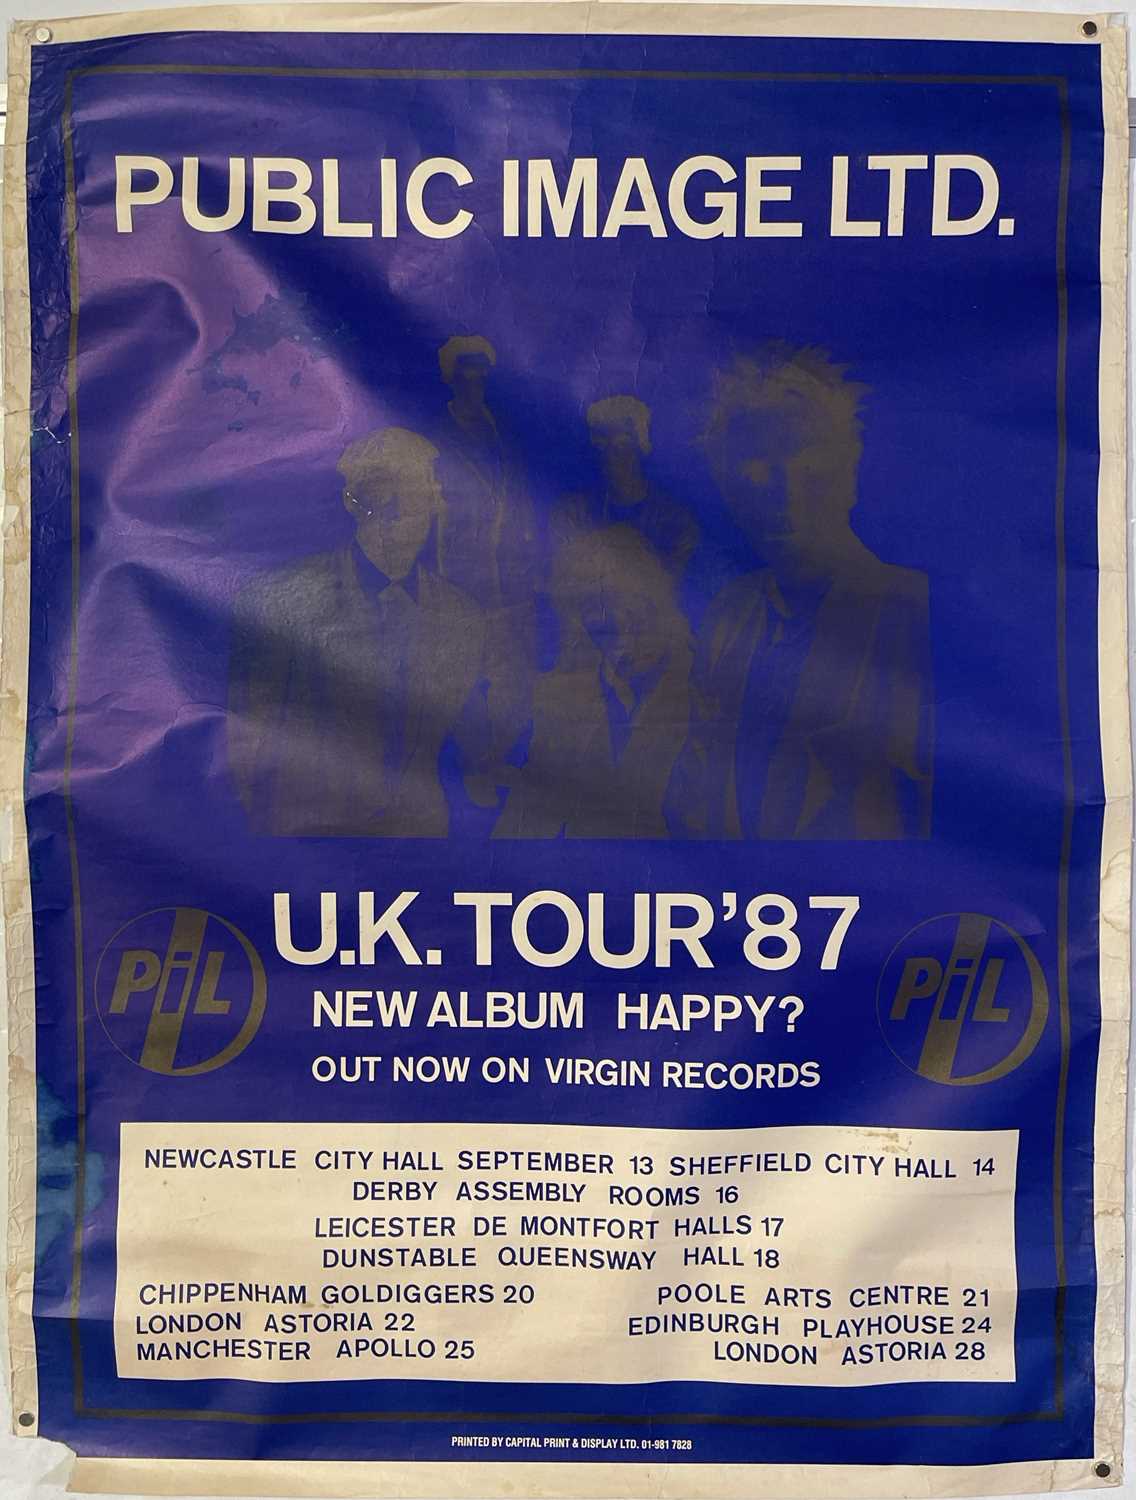 PUBLIC IMAGE LTD.
U.K. TOUR '87
PiL
PiL
NEW ALBUM HAPPY?
OUT NOW ON VIRGIN RECORDS
NEWCASTLE CITY HALL SEPTEMBER 13 SHEFFIELD CITY HALL 14
DERBY ASSEMBLY ROOMS 16
LEICESTER DE MONTFORT HALLS 17
DUNSTABLE QUEENSWAY HALL 18
CHIPPENHAM GOLDIGGERS 20 POOLE ARTS CENTRE 21
LONDON ASTORIA 22 EDINBURGH PLAYHOUSE 24
MANCHESTER APOLLO 25 LONDON ASTORIA 28
PRINTED BY CAPITAL PRINT & DISPLAY LTD. 01-981 7828